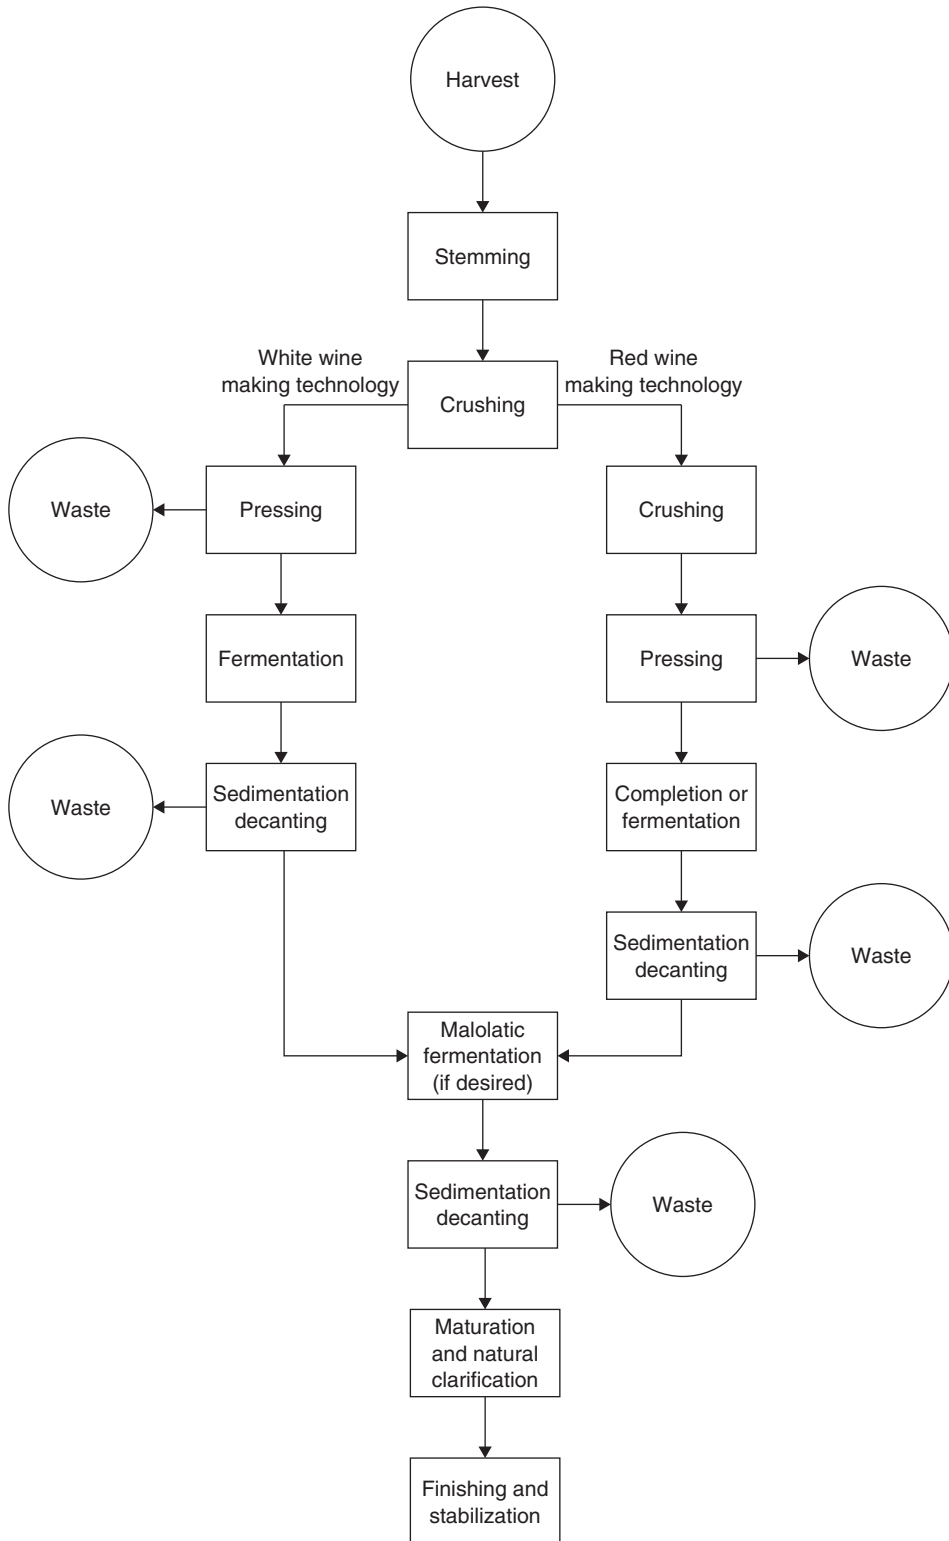 Harvest
Stemming
White wine
making technology
Red wine
making technology
Crushing
Waste
Pressing
Crushing
Fermentation
Pressing
Waste
Waste
Sedimentation
decanting
Completion or
fermentation
Sedimentation
decanting
Waste
Malolatic
fermentation
(if desired)
Sedimentation
decanting
Waste
Maturation
and natural
clarification
Finishing and
stabilization